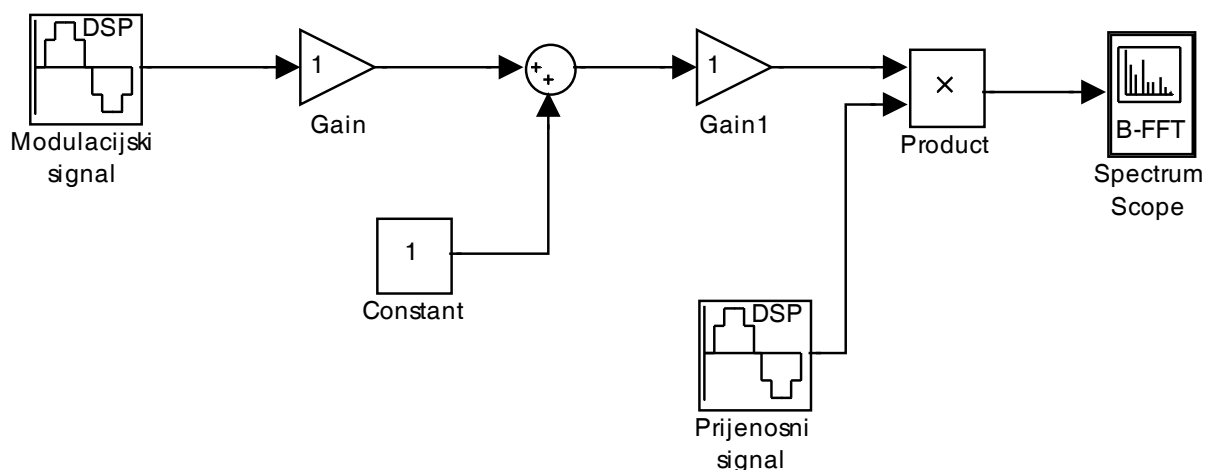 DSP
Modulacijski
signal
1
Gain
+
+
1
Constant
1
Gain1
×
Product
DSP
Prijenosni
signal
B-FFT
Spectrum
Scope